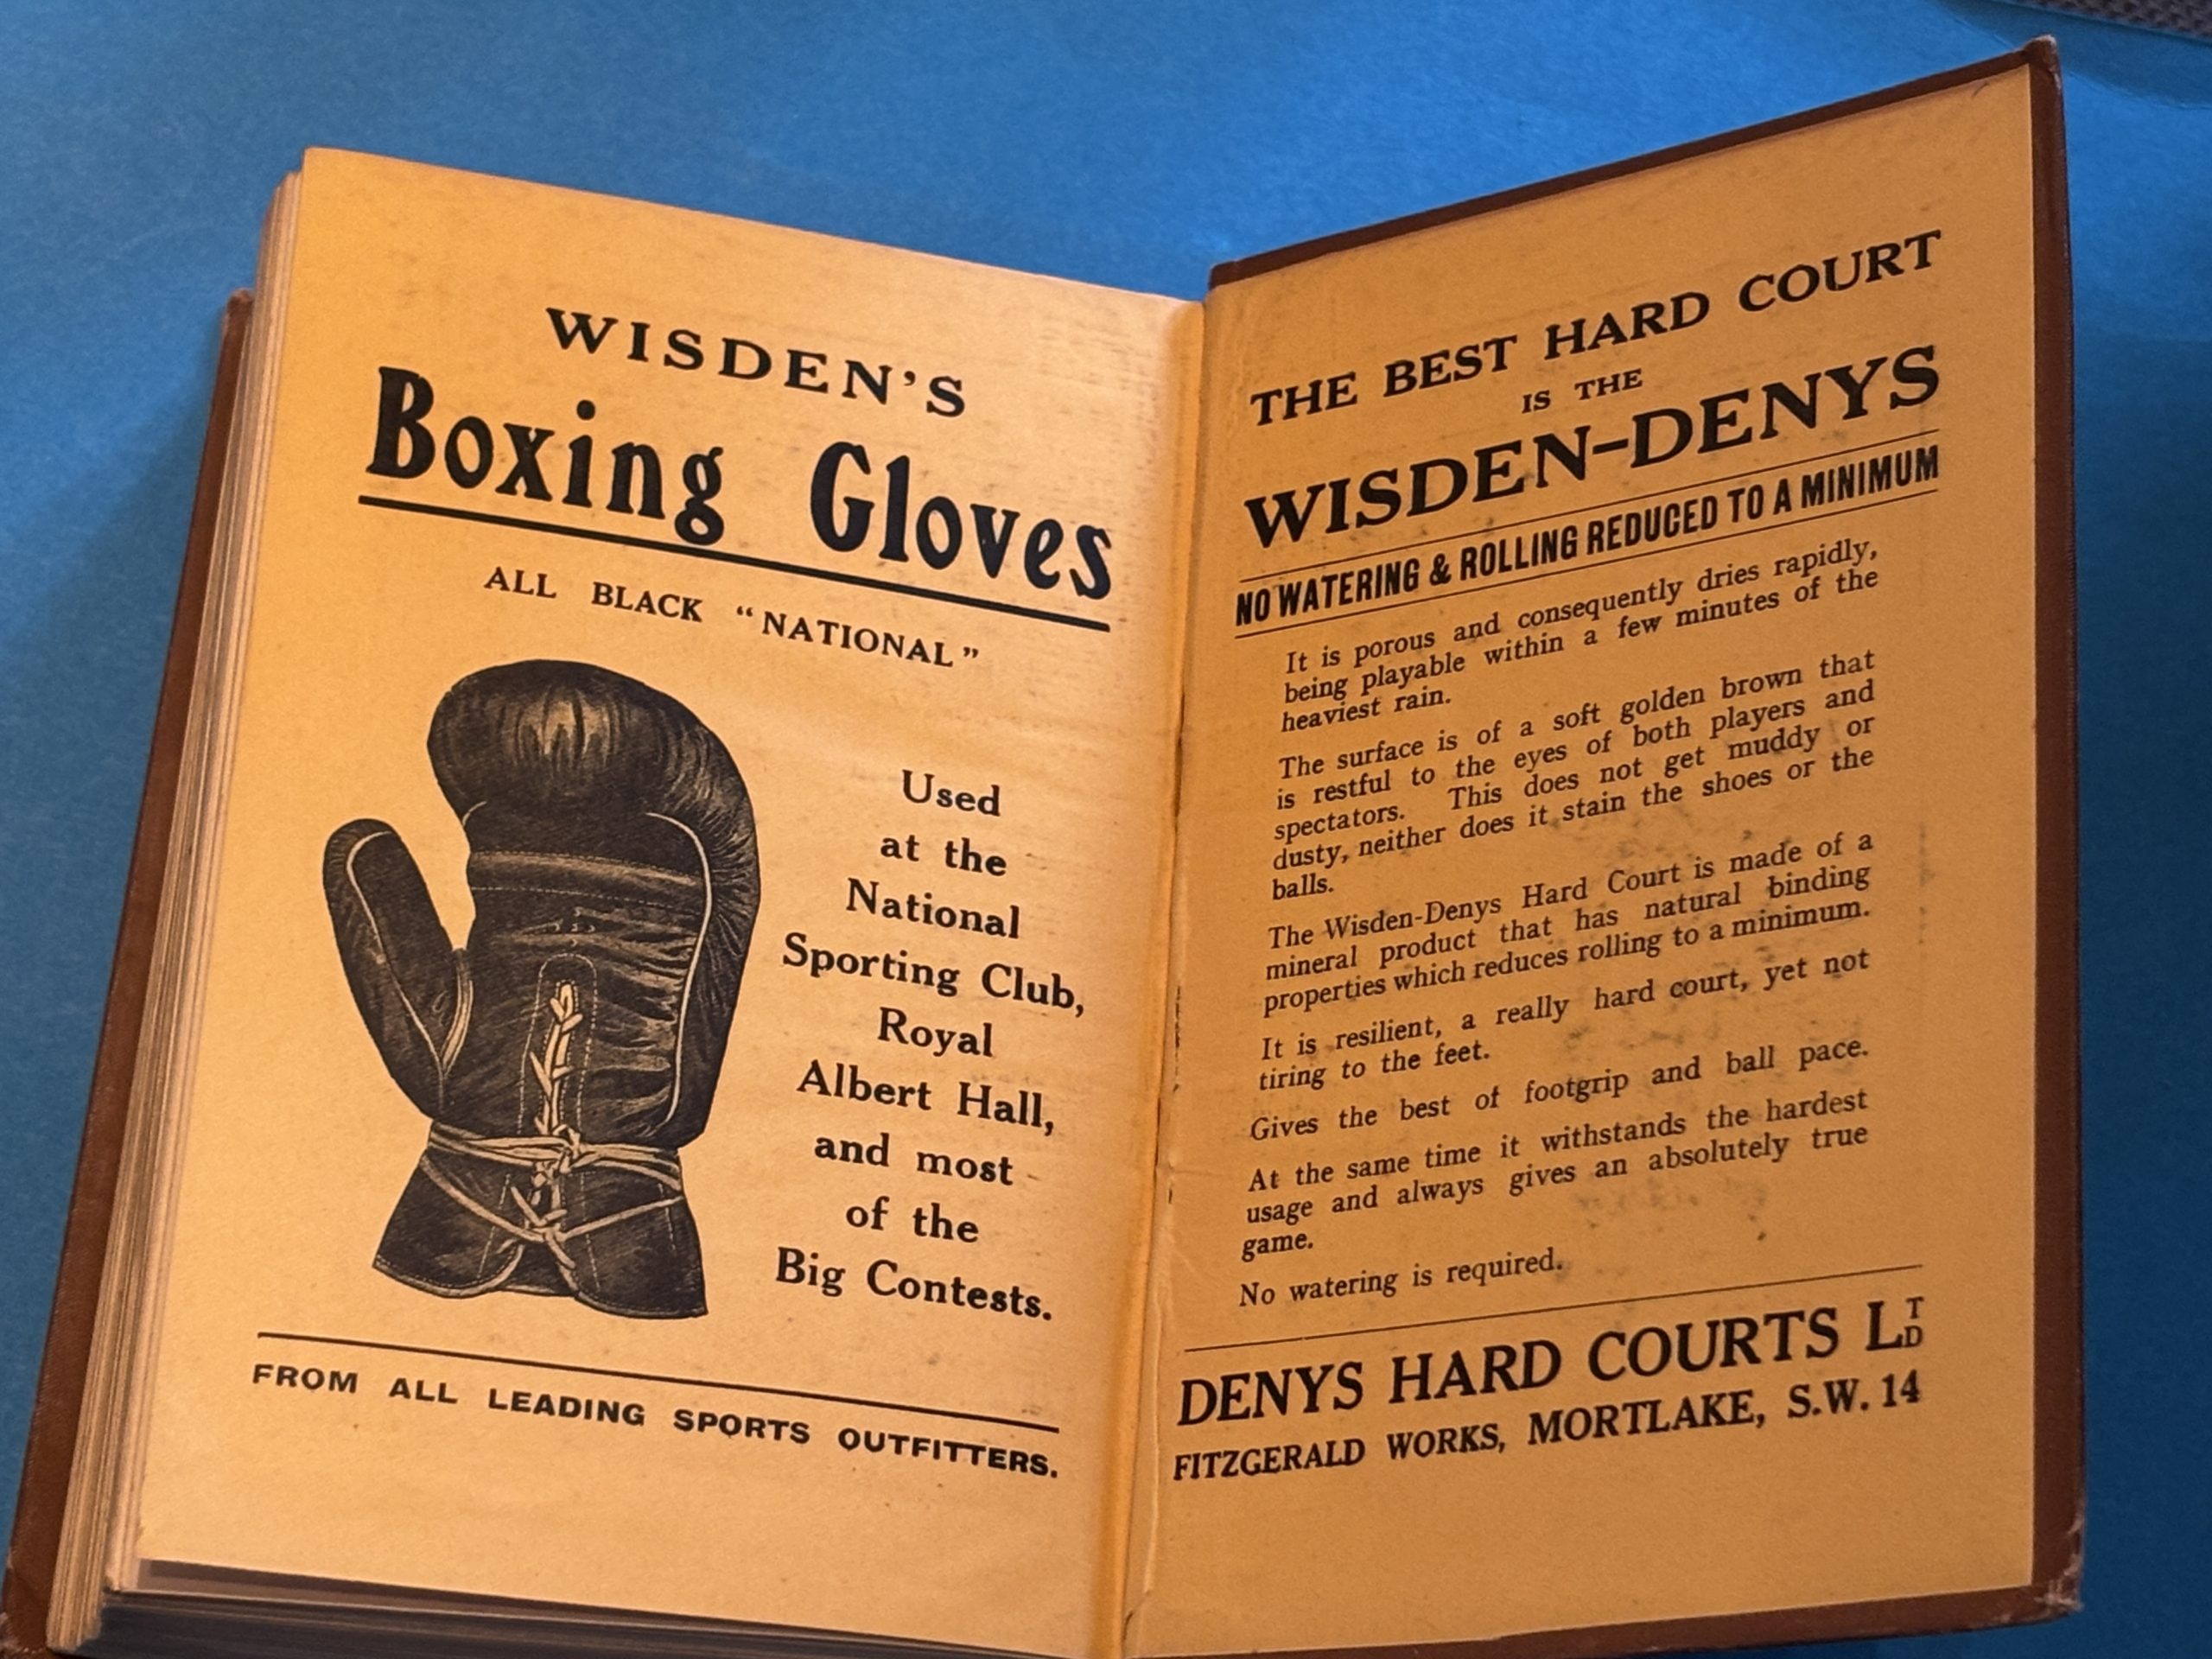 WISDEN'S
Boxing Gloves
ALL BLACK “NATIONAL”
Used
at the
National
Sporting Club,
Royal
Albert Hall,
and most
of the
Big Contests.
FROM ALL LEADING SPORTS OUTFITTERS.
THE BEST HARD COURT
IS THE
WISDEN-DENYS
NO WATERING & ROLLING REDUCED TO A MINIMUM
It is porous and consequently dries rapidly,
being playable within a few minutes of the
heaviest rain.
The surface is of a soft golden brown that
is restful to the eyes of both players and
spectators. This does not get muddy or
dusty, neither does it stain the shoes or the
balls.
The Wisden-Denys Hard Court is made of a
mineral product that has natural binding
properties which reduces rolling to a minimum.
It is resilient, a really hard court, yet not
tiring to the feet.
Gives the best of footgrip and ball pace.
At the same time it withstands the hardest
usage and always gives an absolutely true
game.
No watering is required.
DENYS HARD COURTS LTD
FITZGERALD WORKS, MORTLAKE, S.W. 14